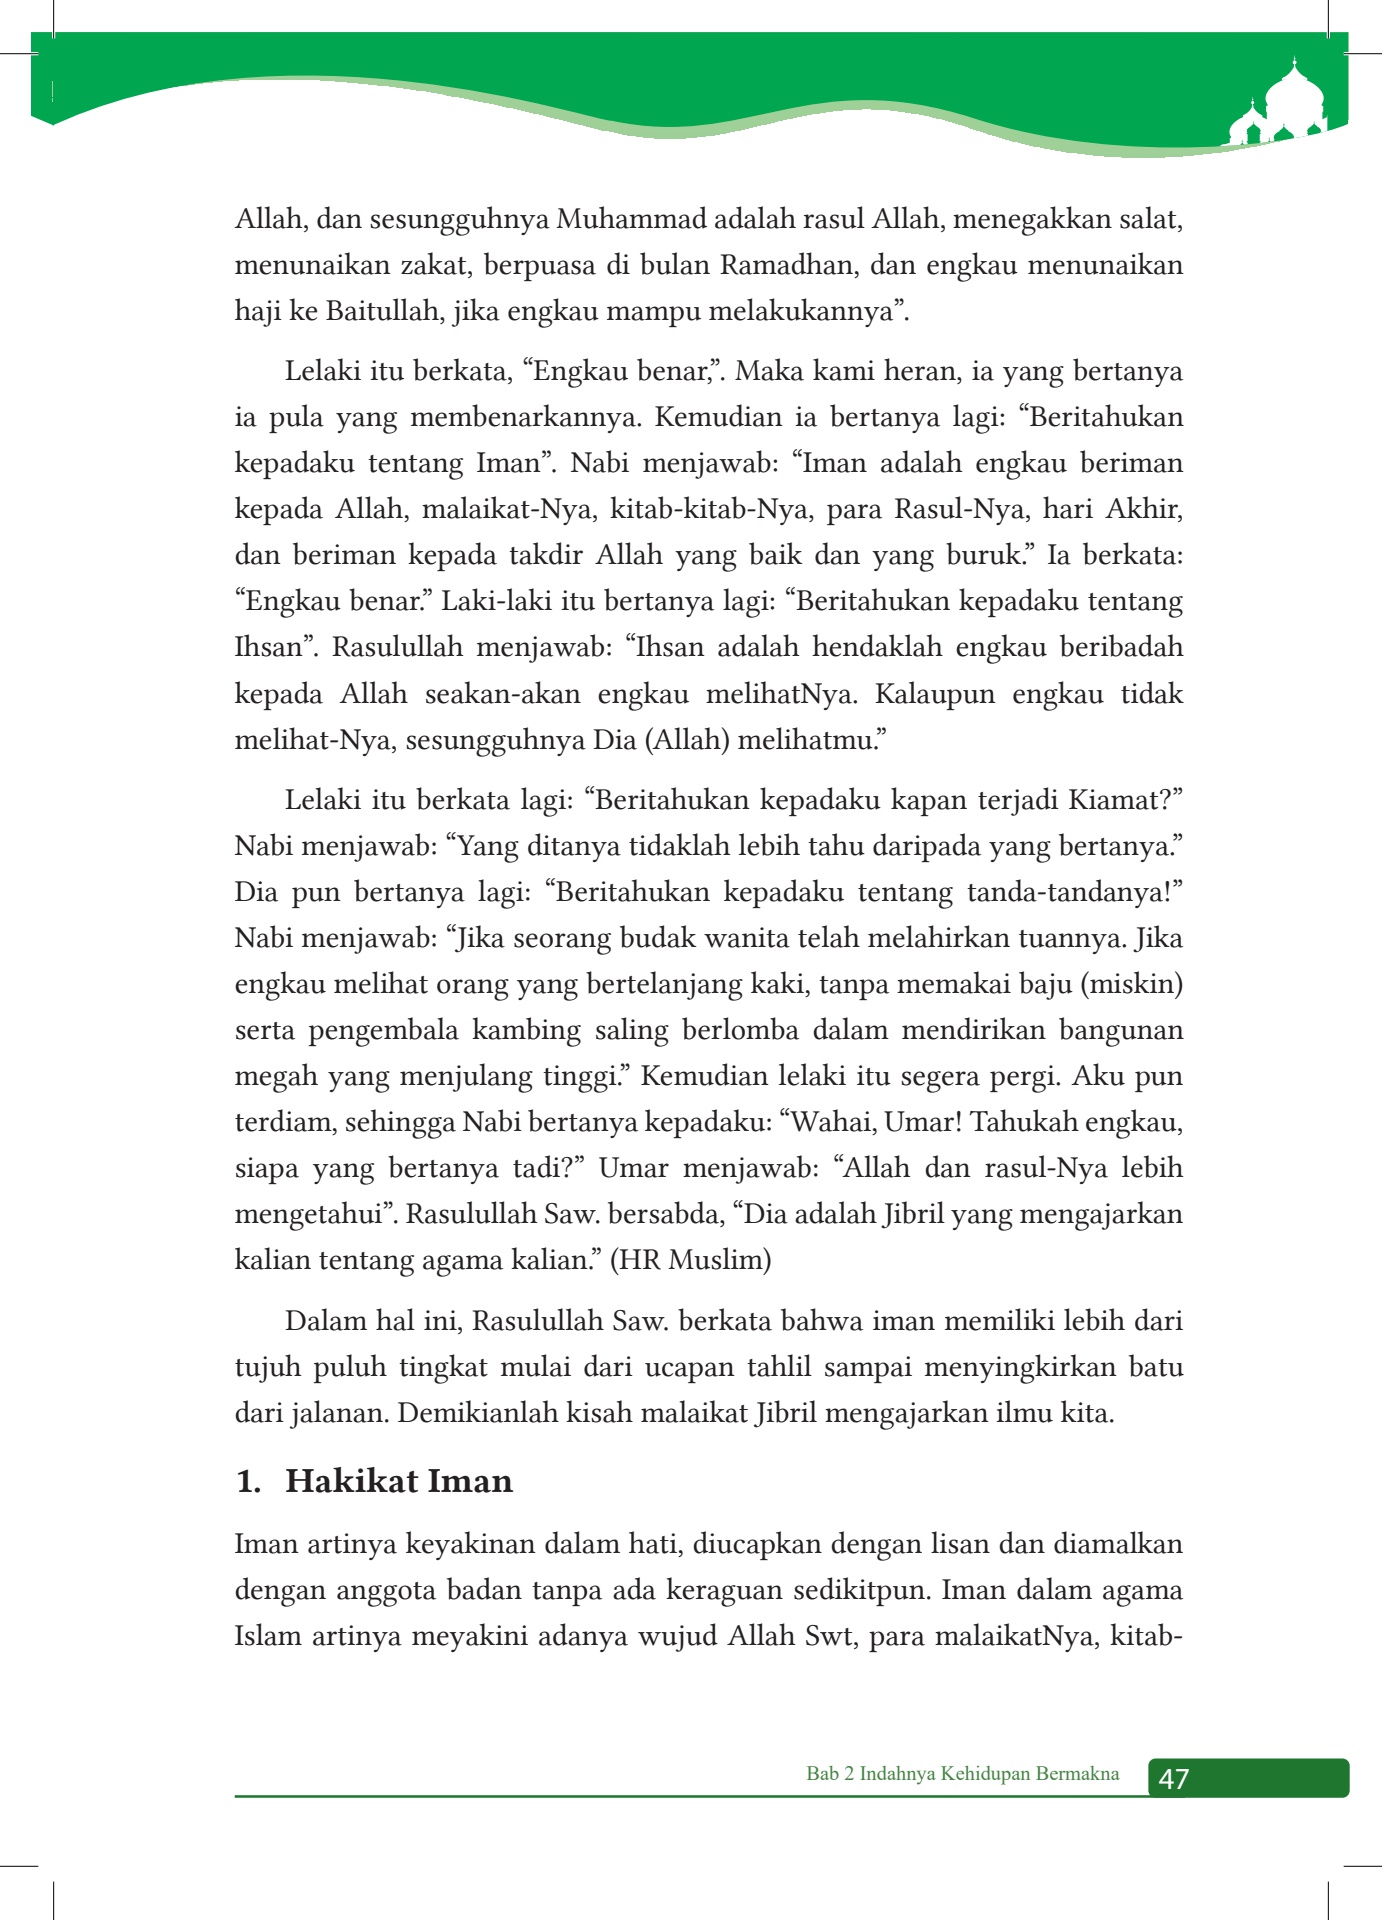 Allah, dan sesungguhnya Muhammad adalah rasul Allah, menegakkan salat,
menunaikan zakat, berpuasa di bulan Ramadhan, dan engkau menunaikan
haji ke Baitullah, jika engkau mampu melakukannya”.
Lelaki itu berkata, “Engkau benar,”. Maka kami heran, ia yang bertanya
ia pula yang membenarkannya. Kemudian ia bertanya lagi: “Beritahukan
kepadaku tentang Iman”. Nabi menjawab: “Iman adalah engkau beriman
kepada Allah, malaikat-Nya, kitab-kitab-Nya, para Rasul-Nya, hari Akhir,
dan beriman kepada takdir Allah yang baik dan yang buruk.” Ia berkata:
“Engkau benar.” Laki-laki itu bertanya lagi: “Beritahukan kepadaku tentang
Ihsan”. Rasulullah menjawab: “Ihsan adalah hendaklah engkau beribadah
kepada Allah seakan-akan engkau melihatNya. Kalaupun engkau tidak
melihat-Nya, sesungguhnya Dia (Allah) melihatmu.”
Lelaki itu berkata lagi: “Beritahukan kepadaku kapan terjadi Kiamat?”
Nabi menjawab: “Yang ditanya tidaklah lebih tahu daripada yang bertanya.”
Dia pun bertanya lagi: “Beritahukan kepadaku tentang tanda-tandanya!”
Nabi menjawab: “Jika seorang budak wanita telah melahirkan tuannya. Jika
engkau melihat orang yang bertelanjang kaki, tanpa memakai baju (miskin)
serta pengembala kambing saling berlomba dalam mendirikan bangunan
megah yang menjulang tinggi.” Kemudian lelaki itu segera pergi. Aku pun
terdiam, sehingga Nabi bertanya kepadaku: “Wahai, Umar! Tahukah engkau,
siapa yang bertanya tadi?” Umar menjawab: “Allah dan rasul-Nya lebih
mengetahui”. Rasulullah Saw. bersabda, “Dia adalah Jibril yang mengajarkan
kalian tentang agama kalian.” (HR Muslim)
Dalam hal ini, Rasulullah Saw. berkata bahwa iman memiliki lebih dari
tujuh puluh tingkat mulai dari ucapan tahlil sampai menyingkirkan batu
dari jalanan. Demikianlah kisah malaikat Jibril mengajarkan ilmu kita.
1. Hakikat Iman
Iman artinya keyakinan dalam hati, diucapkan dengan lisan dan diamalkan
dengan anggota badan tanpa ada keraguan sedikitpun. Iman dalam agama
Islam artinya meyakini adanya wujud Allah Swt, para malaikatNya, kitab-
Bab 2 Indahnya Kehidupan Bermakna 47